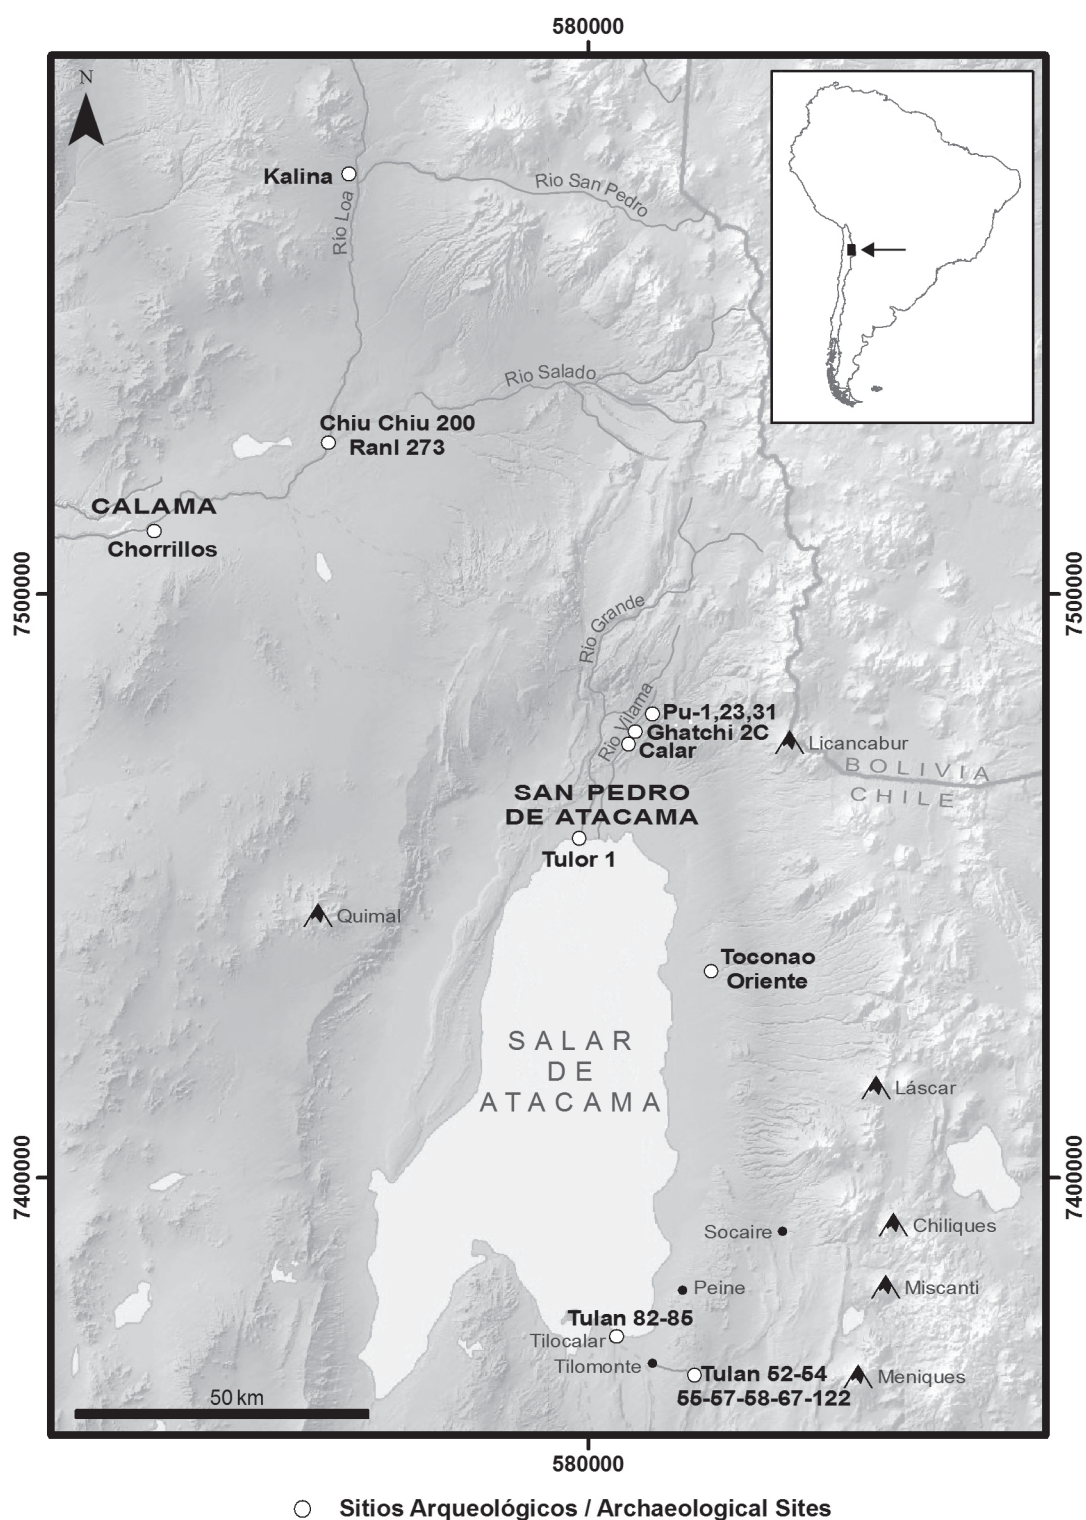 580000
N
Kalina
Río Loa
Rio San Pedro
Rio Salado
Chiu Chiu 200
Ranl 273
CALAMA
Chorrillos
7500000
7500000
Rio Grande
Rio Vilama
Pu-1,23,31
Ghatchi 2C
Calar
Licancabur
BOLIVIA
CHILE
SAN PEDRO
DE ATACAMA
Tulor 1
Quimal
Toconao
Oriente
SALAR
DE
ATACAMA
Láscar
7400000
7400000
Socaire
Chiliques
Peine
Miscanti
Tulan 82-85
Tilocalar
Tilomonte
Tulan 52-54
55-57-58-67-122
Meniques
50 km
580000
Sitios Arqueológicos / Archaeological Sites